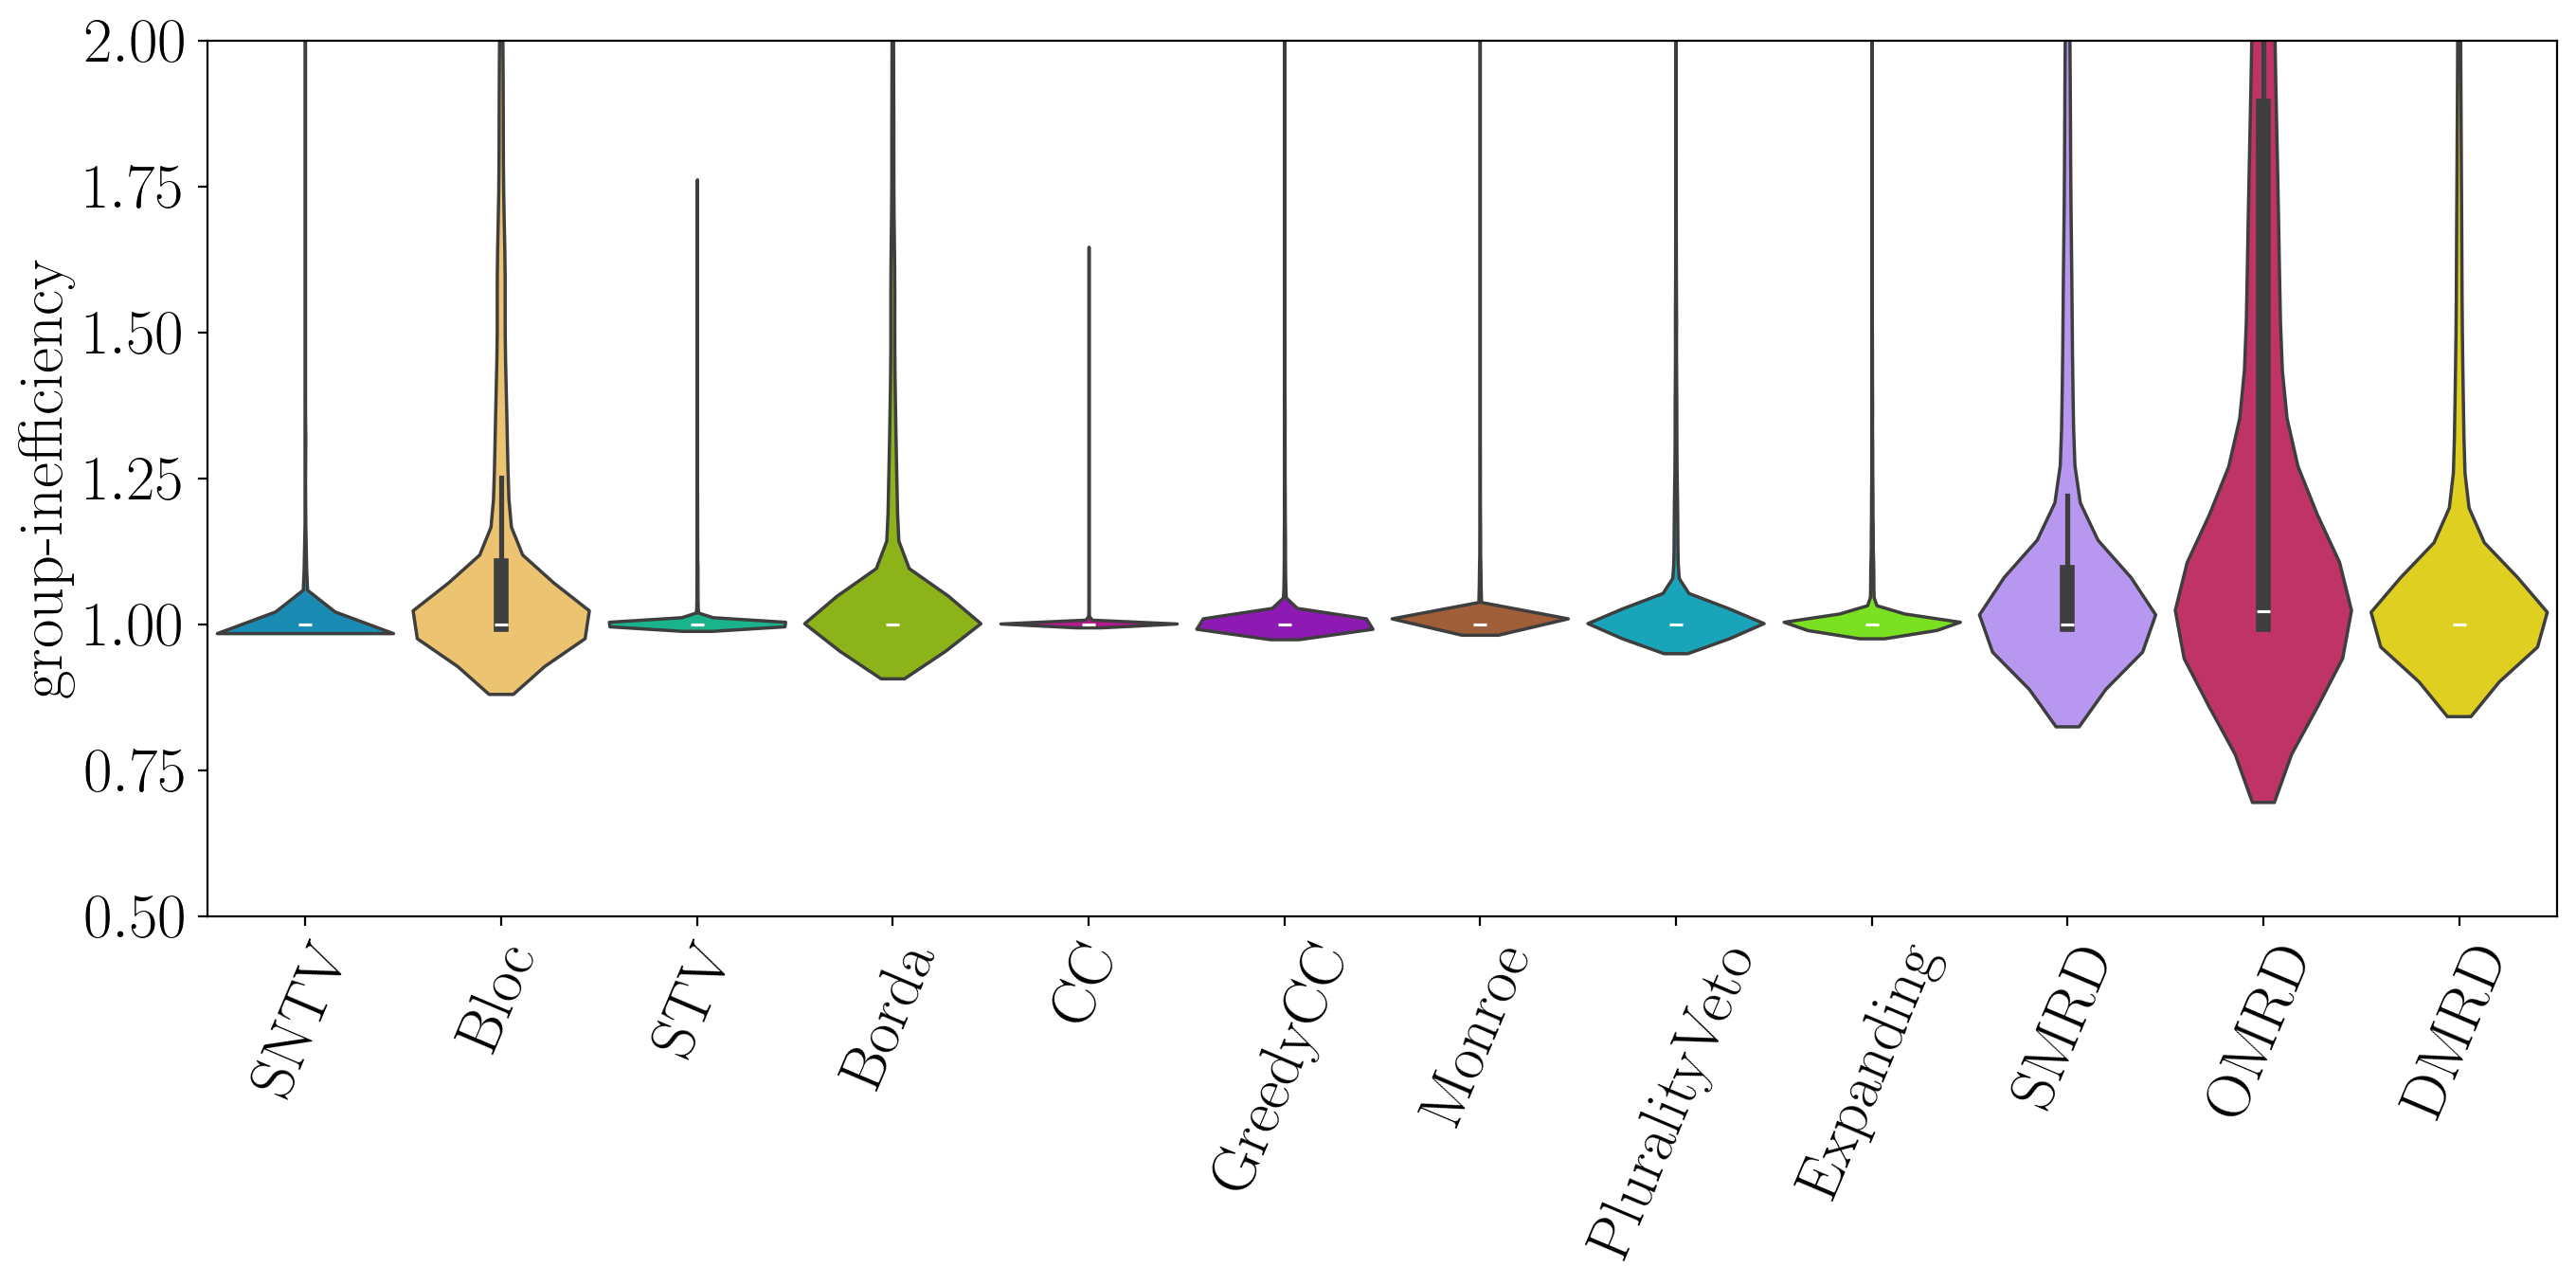 group-inefficiency
2.00
1.75
1.50
1.25
1.00
0.75
0.50
SNTV
Bloc
STV
Borda
CC
GreedyCC
Monroe
PluralityVeto
Expanding
SMRD
OMRD
DMRD